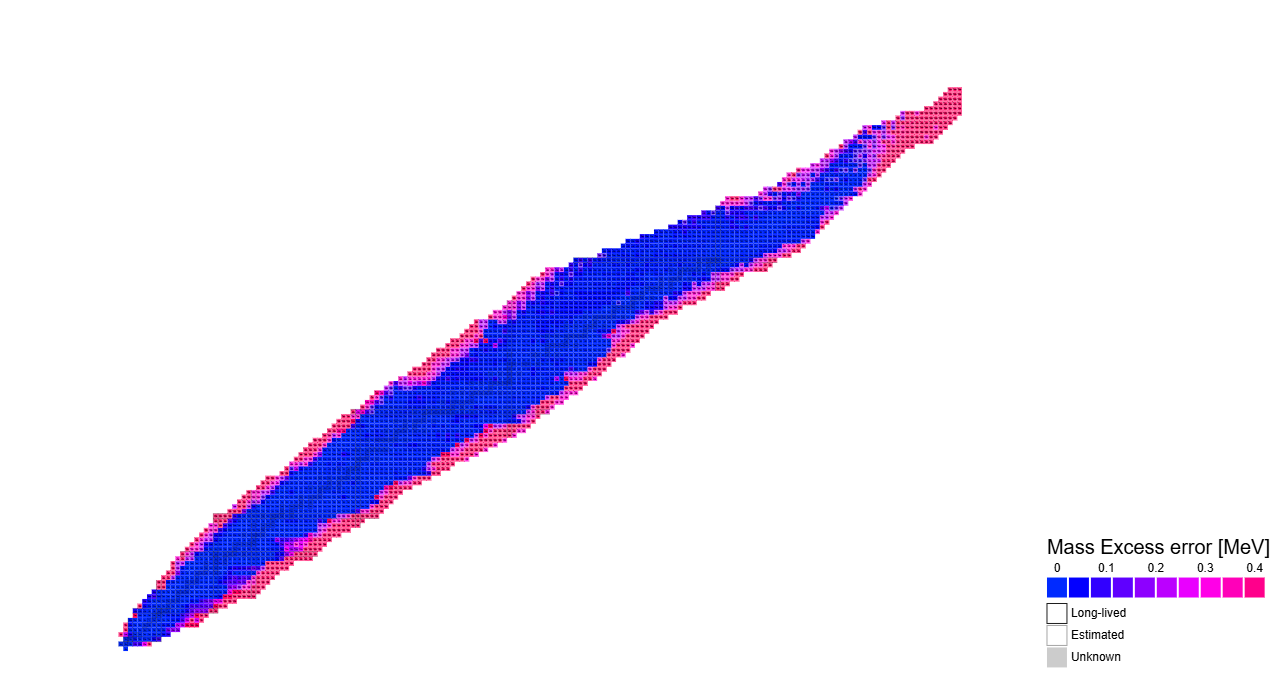 Mass Excess error [MeV]
0 0.1 0.2 0.3 0.4
Long-lived
Estimated
Unknown